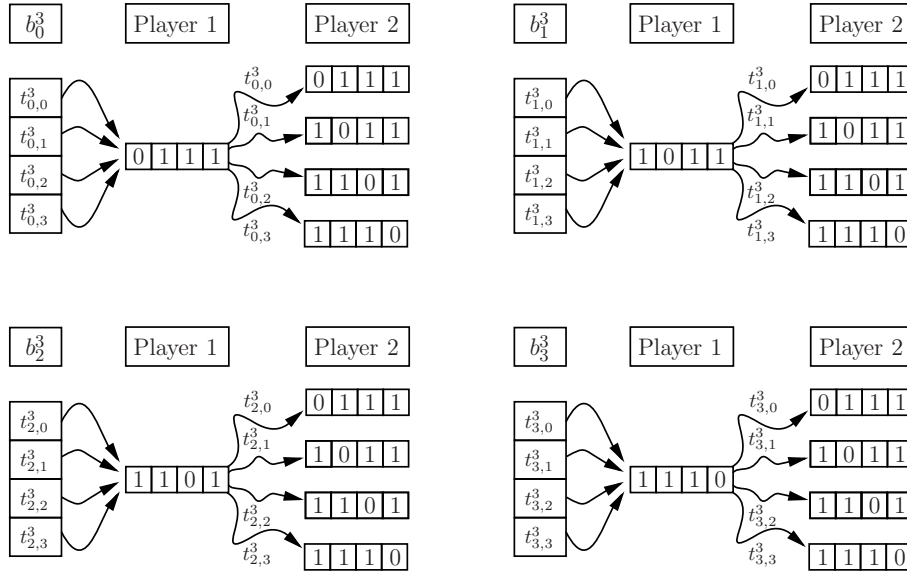 b_0^3 Player 1 Player 2
t_{0,0}^3
t_{0,1}^3
t_{0,2}^3
t_{0,3}^3
0 1 1 1
t_{0,0}^3 0 1 1 1
t_{0,1}^3 1 0 1 1
t_{0,2}^3 1 1 0 1
t_{0,3}^3 1 1 1 0
b_1^3 Player 1 Player 2
t_{1,0}^3
t_{1,1}^3
t_{1,2}^3
t_{1,3}^3
1 0 1 1
t_{1,0}^3 0 1 1 1
t_{1,1}^3 1 0 1 1
t_{1,2}^3 1 1 0 1
t_{1,3}^3 1 1 1 0
b_2^3 Player 1 Player 2
t_{2,0}^3
t_{2,1}^3
t_{2,2}^3
t_{2,3}^3
1 1 0 1
t_{2,0}^3 0 1 1 1
t_{2,1}^3 1 0 1 1
t_{2,2}^3 1 1 0 1
t_{2,3}^3 1 1 1 0
b_3^3 Player 1 Player 2
t_{3,0}^3
t_{3,1}^3
t_{3,2}^3
t_{3,3}^3
1 1 1 0
t_{3,0}^3 0 1 1 1
t_{3,1}^3 1 0 1 1
t_{3,2}^3 1 1 0 1
t_{3,3}^3 1 1 1 0